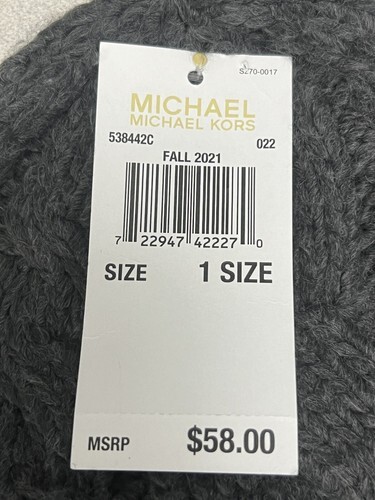 S270-0017
MICHAEL
MICHAEL KORS
538442C 022
FALL 2021
7 22947 42227 0
SIZE 1 SIZE
MSRP $58.00